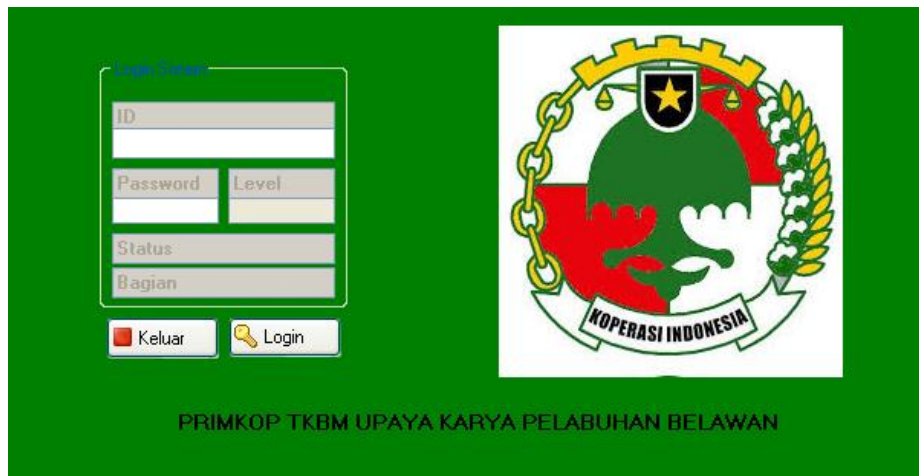 Login Sistem
ID
Password Level
Status
Bagian
Keluar Login
KOPERASI INDONESIA
PRIMKOP TKBM UPAYA KARYA PELABUHAN BELAWAN